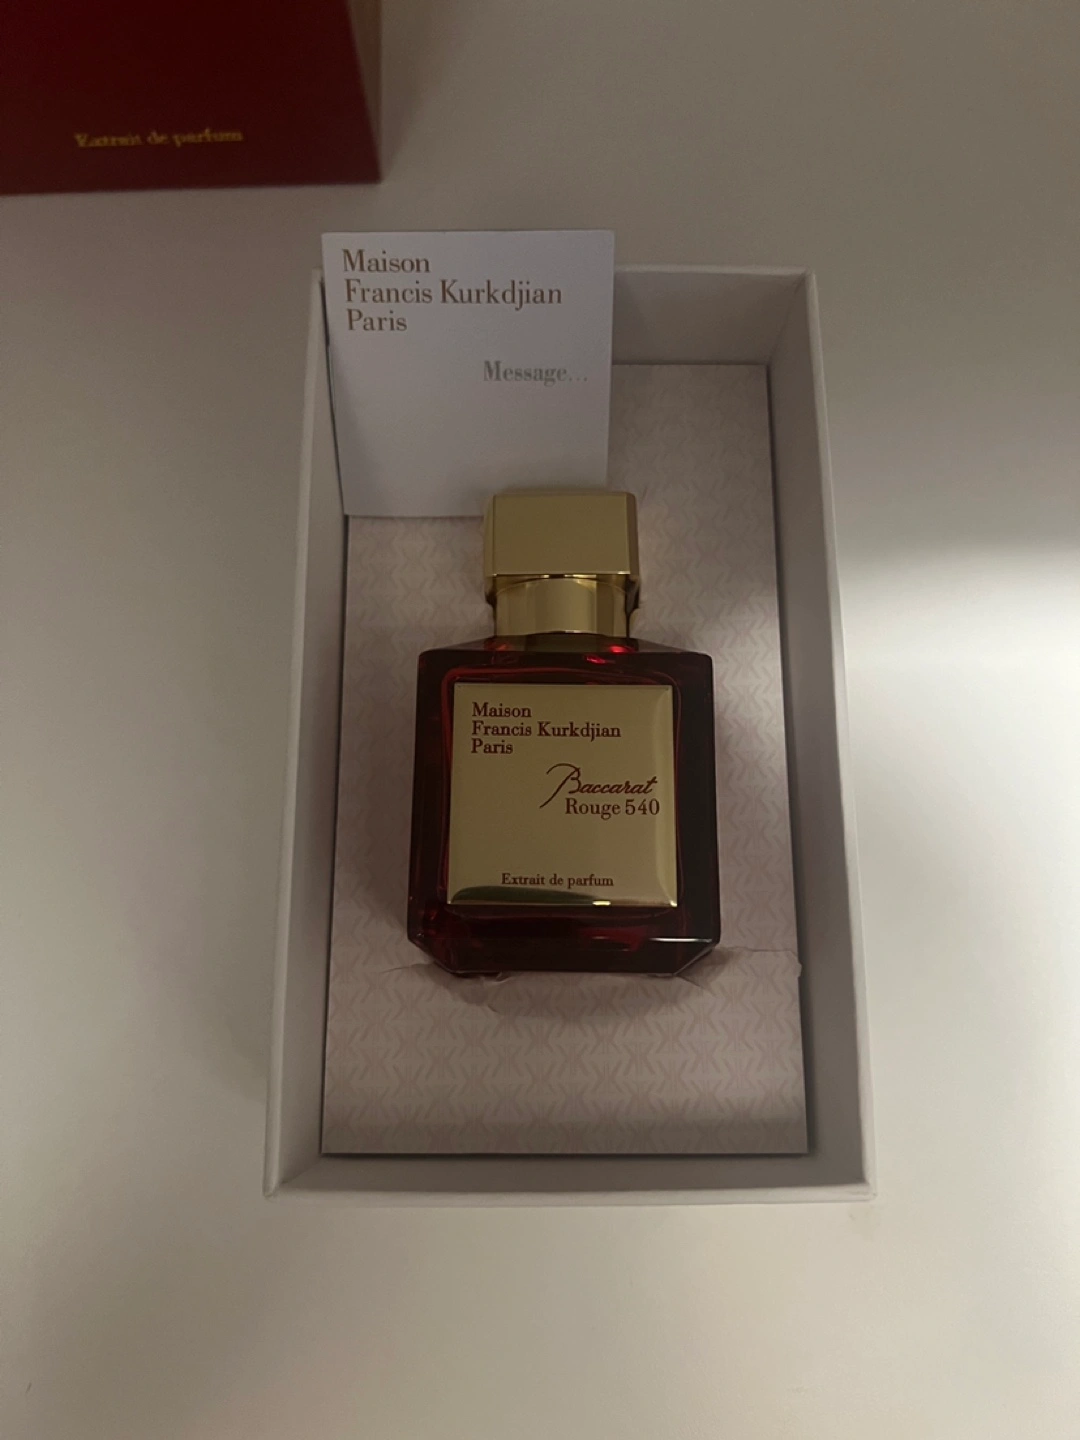 Extrait de parfum
Maison
Francis Kurkdjian
Paris
Message...
Maison
Francis Kurkdjian
Paris
Baccarat
Rouge 540
Extrait de parfum